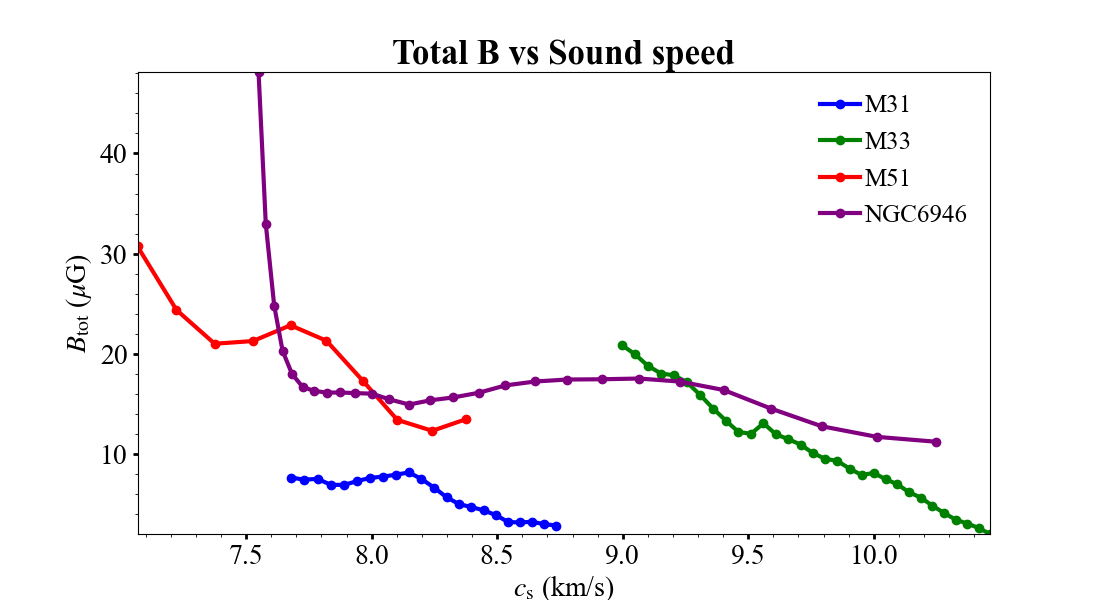 Total B vs Sound speed
M31
M33
M51
NGC6946
40
30
20
10
B_tot (μG)
7.5 8.0 8.5 9.0 9.5 10.0
c_s (km/s)